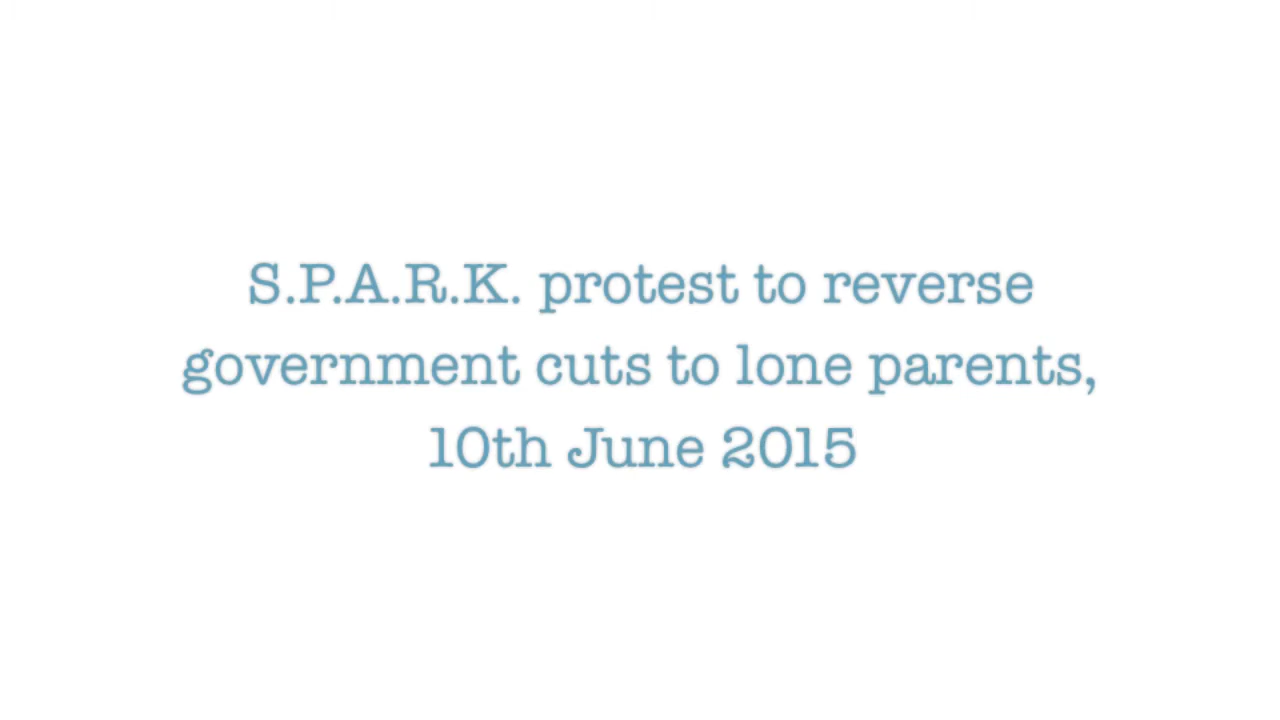 S.P.A.R.K. protest to reverse
government cuts to lone parents,
10th June 2015